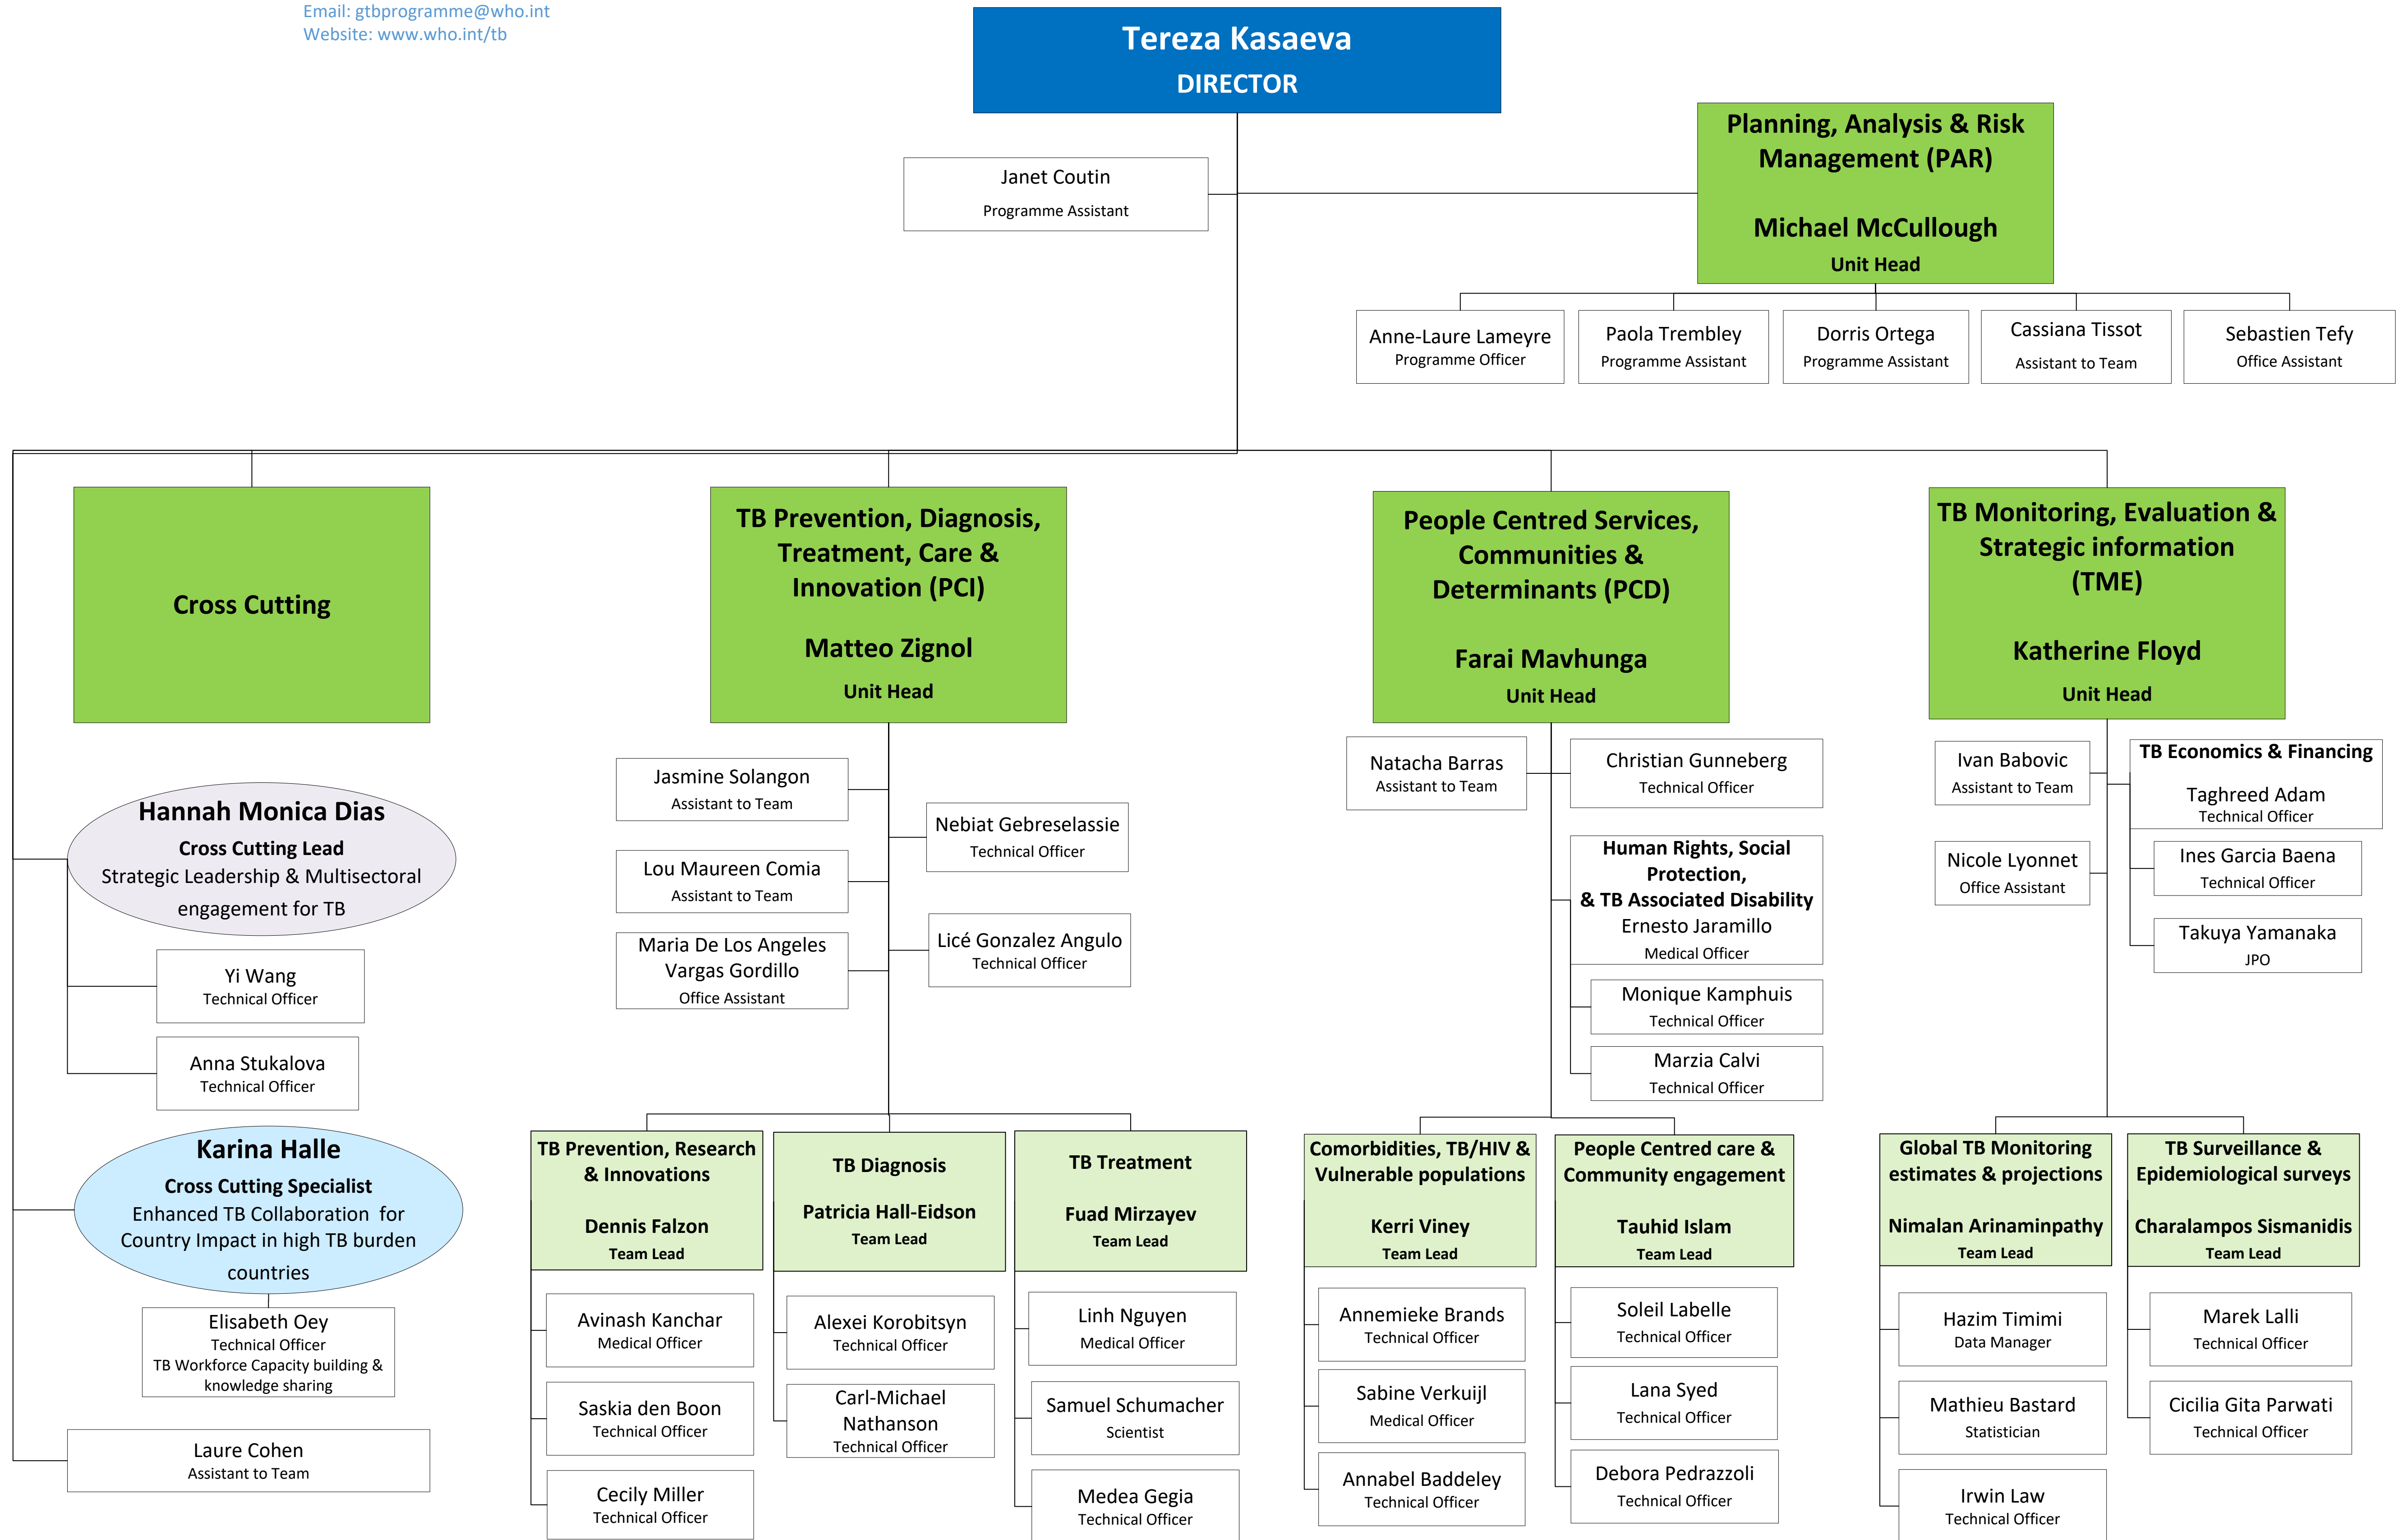 Email: gtbprogramme@who.int
Website: www.who.int/tb
Tereza Kasaeva
DIRECTOR
Planning, Analysis & Risk
Management (PAR)
Michael McCullough
Unit Head
Janet Coutin
Programme Assistant
Anne-Laure Lameyre
Programme Officer
Paola Trembley
Programme Assistant
Dorris Ortega
Programme Assistant
Cassiana Tissot
Assistant to Team
Sebastien Tefy
Office Assistant
Cross Cutting
Hannah Monica Dias
Cross Cutting Lead
Strategic Leadership & Multisectoral
engagement for TB
Yi Wang
Technical Officer
Anna Stukalova
Technical Officer
Karina Halle
Cross Cutting Specialist
Enhanced TB Collaboration for
Country Impact in high TB burden
countries
Elisabeth Oey
Technical Officer
TB Workforce Capacity building &
knowledge sharing
Laure Cohen
Assistant to Team
TB Prevention, Diagnosis,
Treatment, Care &
Innovation (PCI)
Matteo Zignol
Unit Head
Jasmine Solangon
Assistant to Team
Nebiat Gebreselassie
Technical Officer
Lou Maureen Comia
Assistant to Team
Licé Gonzalez Angulo
Technical Officer
Maria De Los Angeles
Vargas Gordillo
Office Assistant
TB Prevention, Research
& Innovations
Dennis Falzon
Team Lead
Avinash Kanchar
Medical Officer
Saskia den Boon
Technical Officer
Cecily Miller
Technical Officer
TB Diagnosis
Patricia Hall-Eidson
Team Lead
Alexei Korobitsyn
Technical Officer
Carl-Michael
Nathanson
Technical Officer
TB Treatment
Fuad Mirzayev
Team Lead
Linh Nguyen
Medical Officer
Samuel Schumacher
Scientist
Medea Gegia
Technical Officer
People Centred Services,
Communities &
Determinants (PCD)
Farai Mavhunga
Unit Head
Natacha Barras
Assistant to Team
Christian Gunneberg
Technical Officer
Human Rights, Social
Protection,
& TB Associated Disability
Ernesto Jaramillo
Medical Officer
Monique Kamphuis
Technical Officer
Marzia Calvi
Technical Officer
Comorbidities, TB/HIV &
Vulnerable populations
Kerri Viney
Team Lead
Annemieke Brands
Technical Officer
Sabine Verkuijl
Medical Officer
Annabel Baddeley
Technical Officer
People Centred care &
Community engagement
Tauhid Islam
Team Lead
Soleil Labelle
Technical Officer
Lana Syed
Technical Officer
Debora Pedrazzoli
Technical Officer
TB Monitoring, Evaluation &
Strategic information
(TME)
Katherine Floyd
Unit Head
Ivan Babovic
Assistant to Team
Nicole Lyonnet
Office Assistant
TB Economics & Financing
Taghreed Adam
Technical Officer
Ines Garcia Baena
Technical Officer
Takuya Yamanaka
JPO
Global TB Monitoring
estimates & projections
Nimalan Arinaminpathy
Team Lead
Hazim Timimi
Data Manager
Mathieu Bastard
Statistician
Irwin Law
Technical Officer
TB Surveillance &
Epidemiological surveys
Charalampos Sismanidis
Team Lead
Marek Lalli
Technical Officer
Cicilia Gita Parwati
Technical Officer